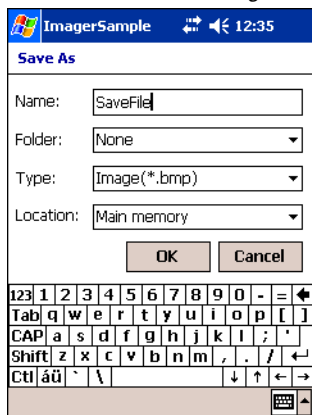 ImagerSample 12:35
Save As
Name: SaveFile
Folder: None
Type: Image(*.bmp)
Location: Main memory
OK Cancel
123 1 2 3 4 5 6 7 8 9 0 - =
Tab q w e r t y u i o p [ ]
CAP a s d f g h j k l ; '
Shift z x c v b n m , . /
Ctl áü ` \